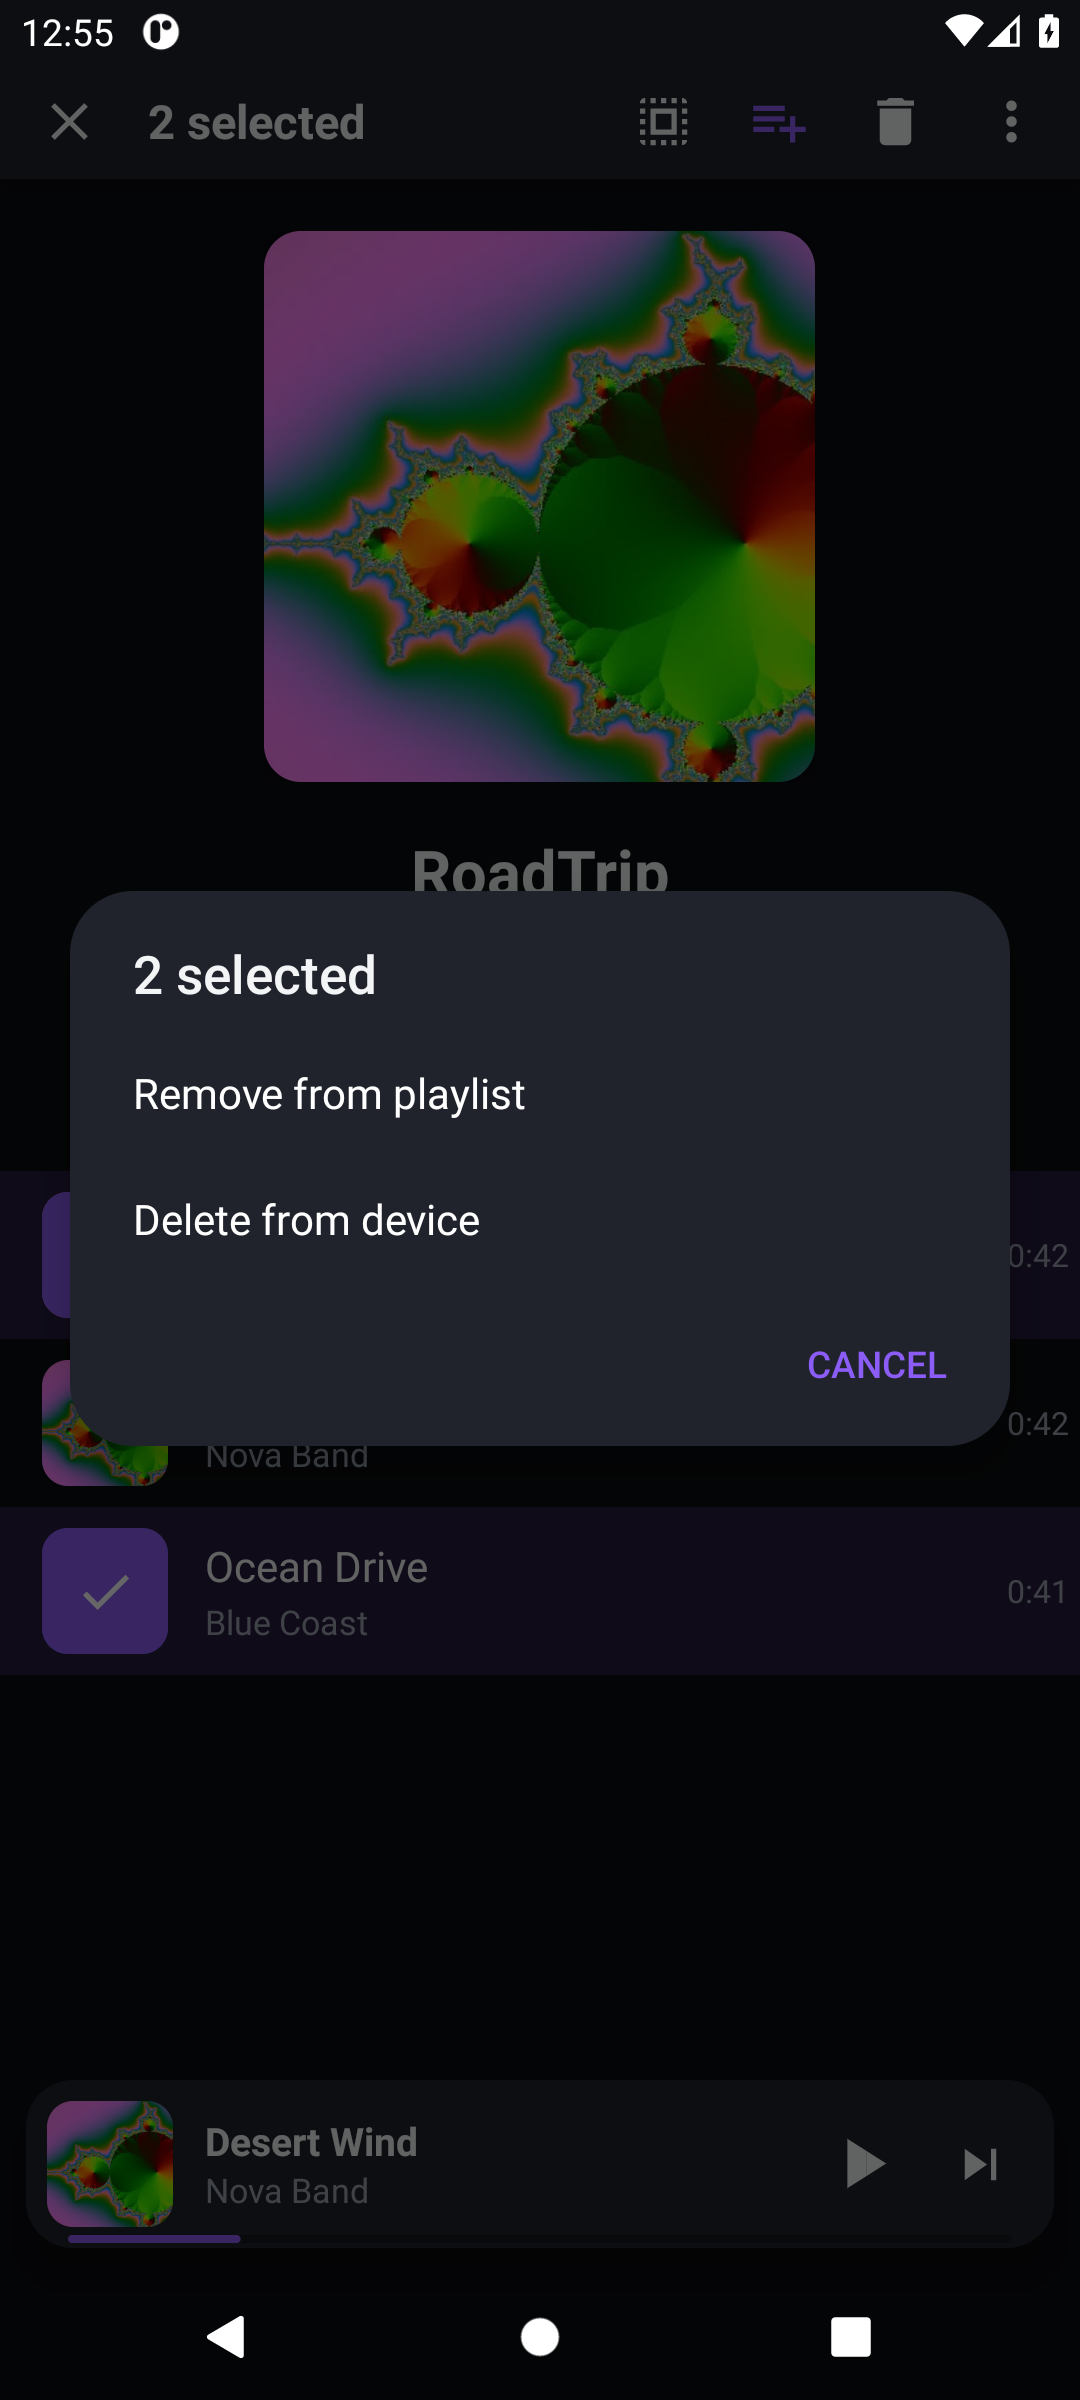 12:55
2 selected
RoadTrip
2 selected
Remove from playlist
Delete from device
CANCEL
0:42
0:42
Nova Band
Ocean Drive
Blue Coast
0:41
Desert Wind
Nova Band